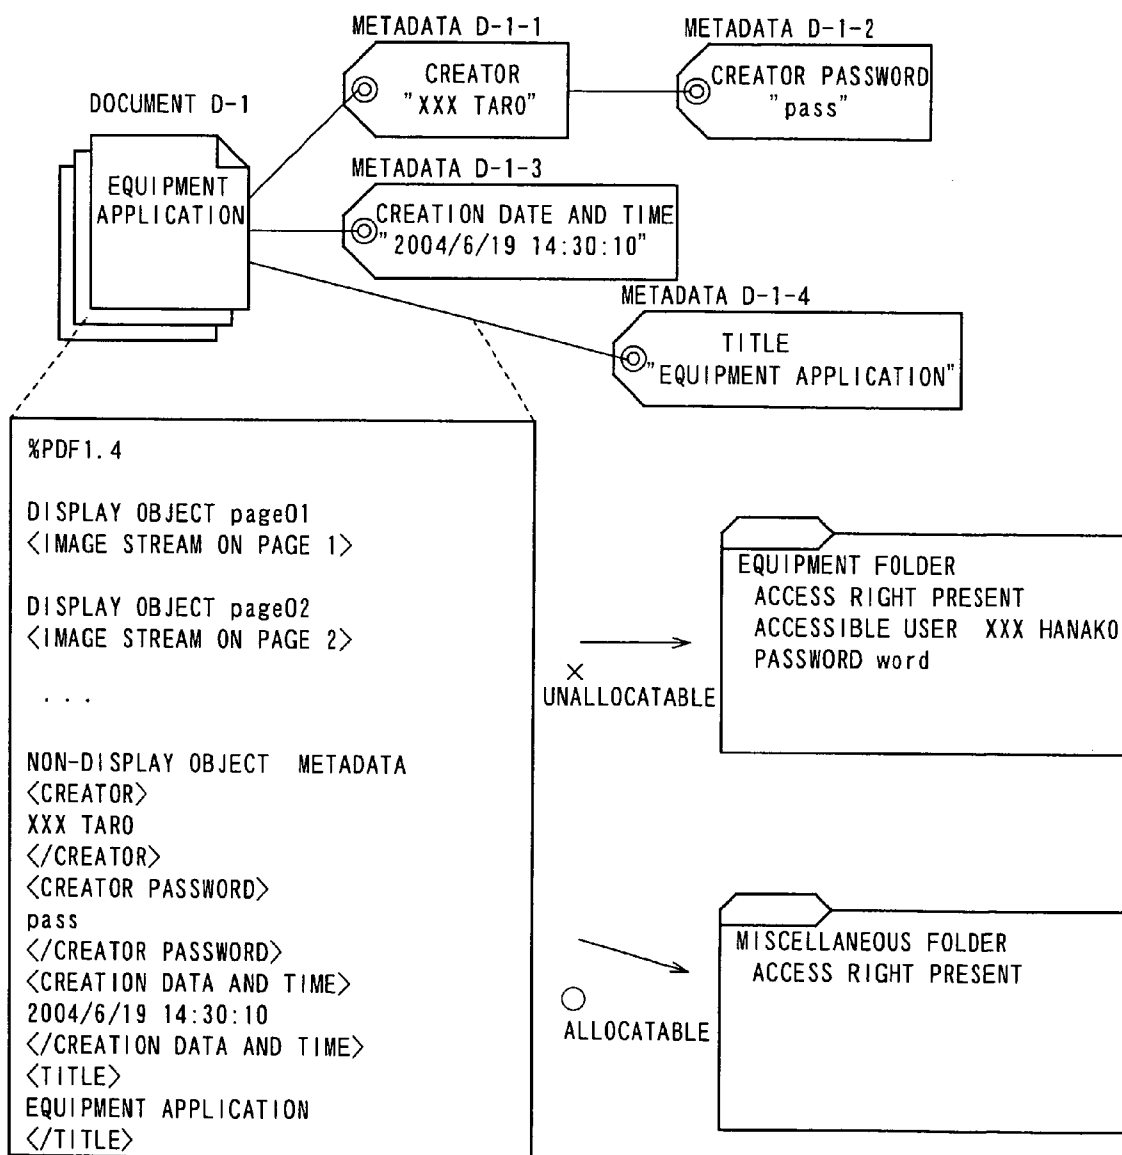 METADATA D-1-1
METADATA D-1-2
CREATOR
"XXX TARO"
CREATOR PASSWORD
"pass"
DOCUMENT D-1
METADATA D-1-3
EQUIPMENT
APPLICATION
CREATION DATE AND TIME
"2004/6/19 14:30:10"
METADATA D-1-4
TITLE
"EQUIPMENT APPLICATION"
%PDF1.4
DISPLAY OBJECT page01
<IMAGE STREAM ON PAGE 1>
DISPLAY OBJECT page02
<IMAGE STREAM ON PAGE 2>
...
NON-DISPLAY OBJECT METADATA
<CREATOR>
XXX TARO
</CREATOR>
<CREATOR PASSWORD>
pass
</CREATOR PASSWORD>
<CREATION DATA AND TIME>
2004/6/19 14:30:10
</CREATION DATA AND TIME>
<TITLE>
EQUIPMENT APPLICATION
</TITLE>
×
UNALLOCATABLE
EQUIPMENT FOLDER
ACCESS RIGHT PRESENT
ACCESSIBLE USER XXX HANAKO
PASSWORD word
○
ALLOCATABLE
MISCELLANEOUS FOLDER
ACCESS RIGHT PRESENT